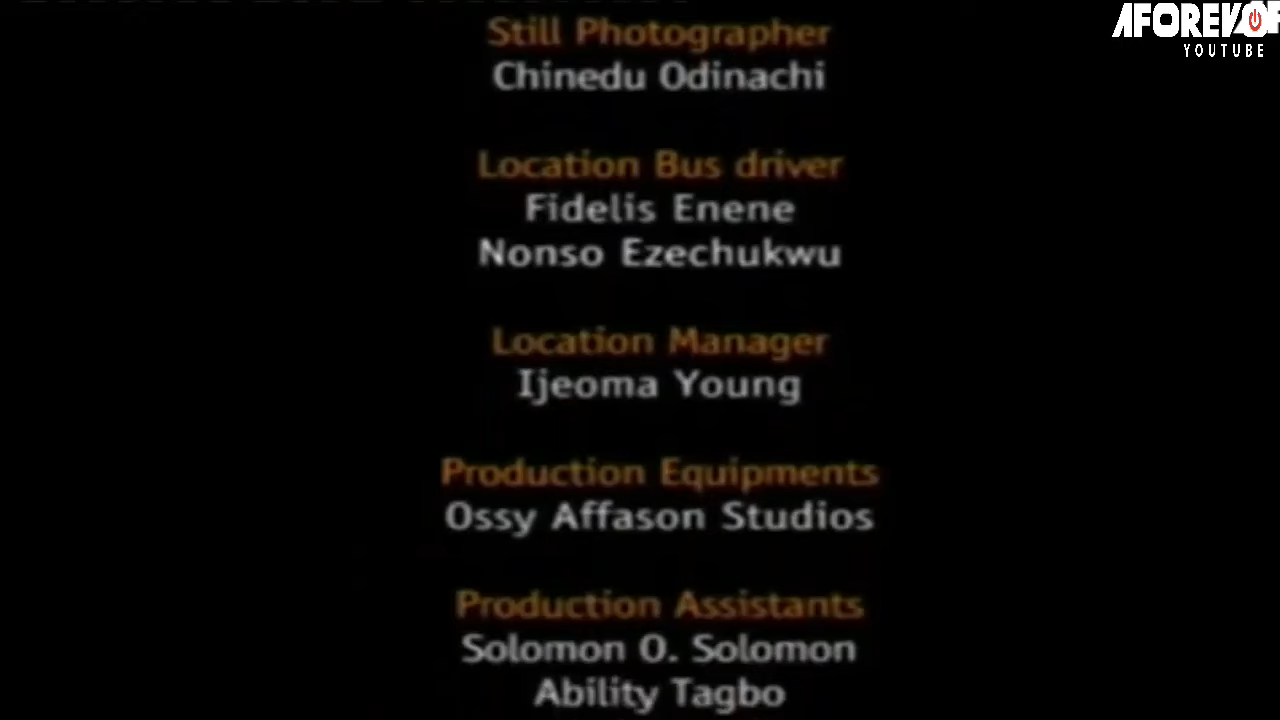 AFOREVO
YOUTUBE
Still Photographer
Chinedu Odinachi
Location Bus driver
Fidelis Enene
Nonso Ezechukwu
Location Manager
Ijeoma Young
Production Equipments
Ossy Affason Studios
Production Assistants
Solomon O. Solomon
Ability Tagbo